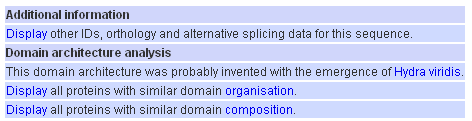 Additional information
Display other IDs, orthology and alternative splicing data for this sequence.
Domain architecture analysis
This domain architecture was probably invented with the emergence of Hydra viridis.
Display all proteins with similar domain organisation.
Display all proteins with similar domain composition.